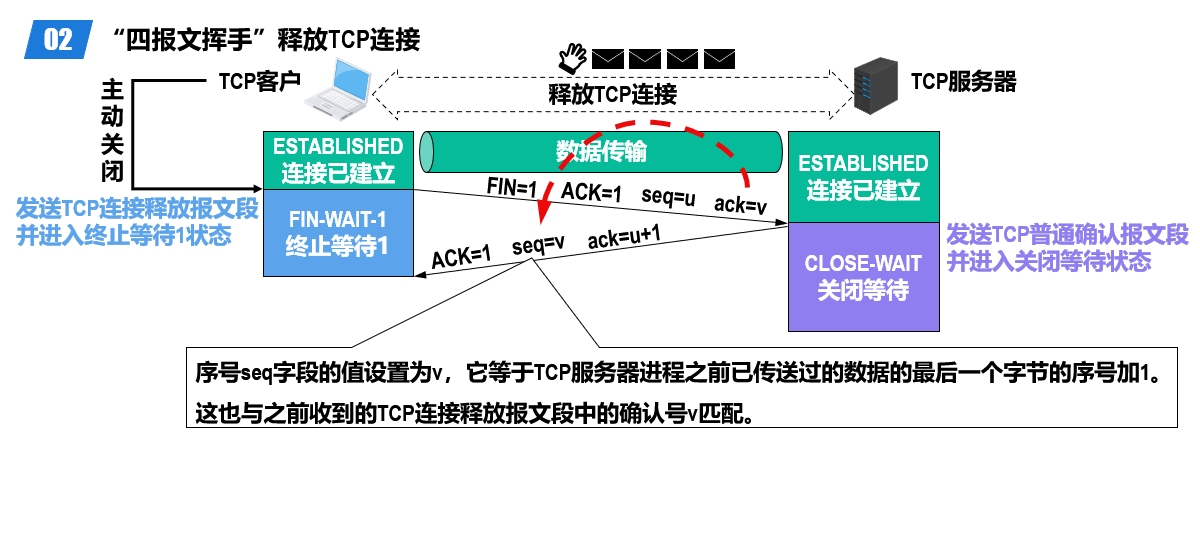 02
“四报文挥手”释放TCP连接
主动关闭
TCP客户
释放TCP连接
TCP服务器
ESTABLISHED
连接已建立
数据传输
ESTABLISHED
连接已建立
FIN=1 ACK=1 seq=u ack=v
发送TCP连接释放报文段
并进入终止等待1状态
FIN-WAIT-1
终止等待1
ACK=1 seq=v ack=u+1
CLOSE-WAIT
关闭等待
发送TCP普通确认报文段
并进入关闭等待状态
序号seq字段的值设置为v，它等于TCP服务器进程之前已传送过的数据的最后一个字节的序号加1。
这也与之前收到的TCP连接释放报文段中的确认号v匹配。